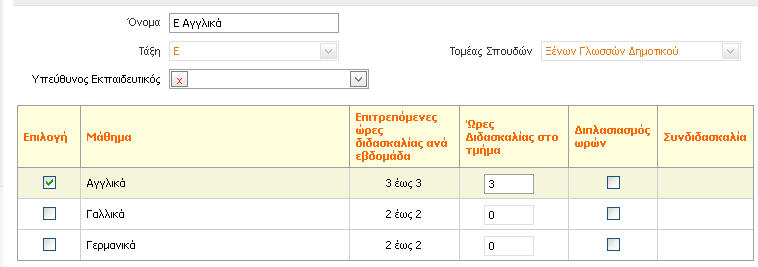 Όνομα Ε Αγγλικά
Τάξη Ε Τομέας Σπουδών Ξένων Γλωσσών Δημοτικού
Υπεύθυνος Εκπαιδευτικός x
Επιλογή Μάθημα Επιτρεπόμενες ώρες διδασκαλίας ανά εβδομάδα Ώρες Διδασκαλίας στο τμήμα Διπλασιασμός ωρών Συνδιδασκαλία
Αγγλικά 3 έως 3 3
Γαλλικά 2 έως 2 0
Γερμανικά 2 έως 2 0